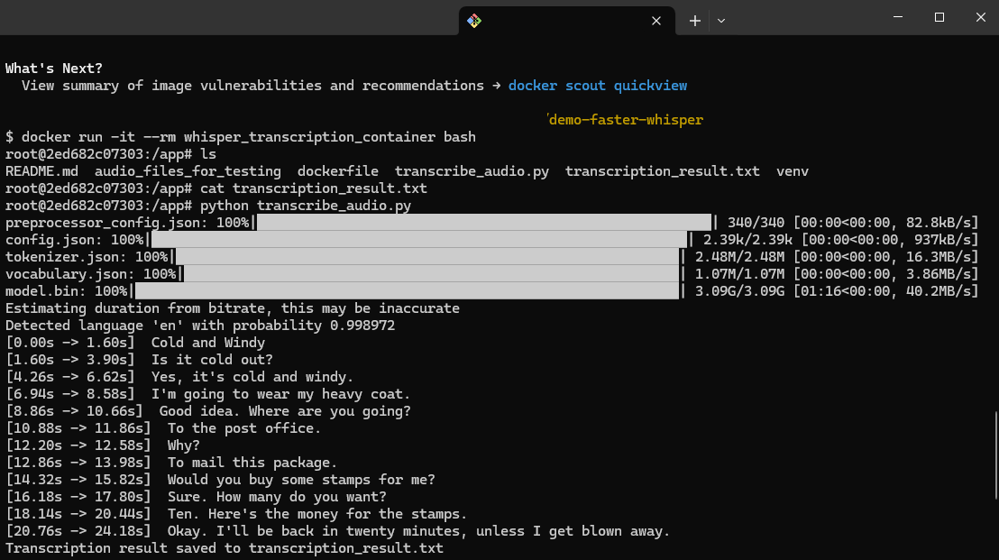 What's Next?
View summary of image vulnerabilities and recommendations → docker scout quickview
/demo-faster-whisper
$ docker run -it --rm whisper_transcription_container bash
root@2ed682c07303:/app# ls
README.md  audio_files_for_testing  dockerfile  transcribe_audio.py  transcription_result.txt  venv
root@2ed682c07303:/app# cat transcription_result.txt
root@2ed682c07303:/app# python transcribe_audio.py
preprocessor_config.json: 100%| | 340/340 [00:00<00:00, 82.8kB/s]
config.json: 100%| | 2.39k/2.39k [00:00<00:00, 937kB/s]
tokenizer.json: 100%| | 2.48M/2.48M [00:00<00:00, 16.3MB/s]
vocabulary.json: 100%| | 1.07M/1.07M [00:00<00:00, 3.86MB/s]
model.bin: 100%| | 3.09G/3.09G [01:16<00:00, 40.2MB/s]
Estimating duration from bitrate, this may be inaccurate
Detected language 'en' with probability 0.998972
[0.00s -> 1.60s]  Cold and Windy
[1.60s -> 3.90s]  Is it cold out?
[4.26s -> 6.62s]  Yes, it's cold and windy.
[6.94s -> 8.58s]  I'm going to wear my heavy coat.
[8.86s -> 10.66s]  Good idea. Where are you going?
[10.88s -> 11.86s]  To the post office.
[12.20s -> 12.58s]  Why?
[12.86s -> 13.98s]  To mail this package.
[14.32s -> 15.82s]  Would you buy some stamps for me?
[16.18s -> 17.80s]  Sure. How many do you want?
[18.14s -> 20.44s]  Ten. Here's the money for the stamps.
[20.76s -> 24.18s]  Okay. I'll be back in twenty minutes, unless I get blown away.
Transcription result saved to transcription_result.txt